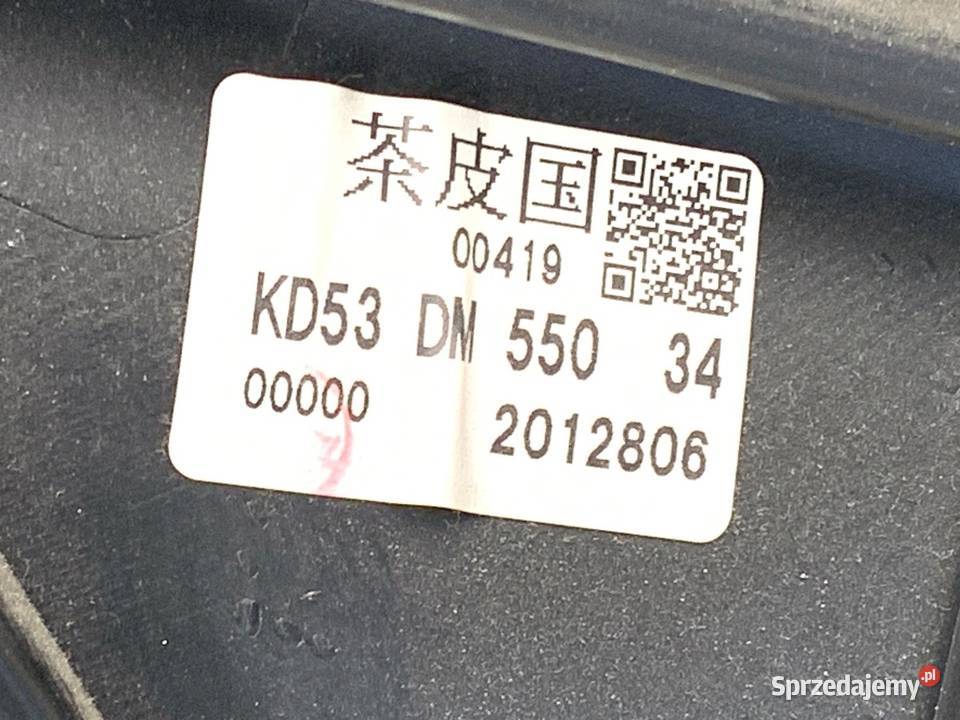 茶皮国
00419
KD53 DM 550 34
00000 2012806
Sprzedajemy.pl